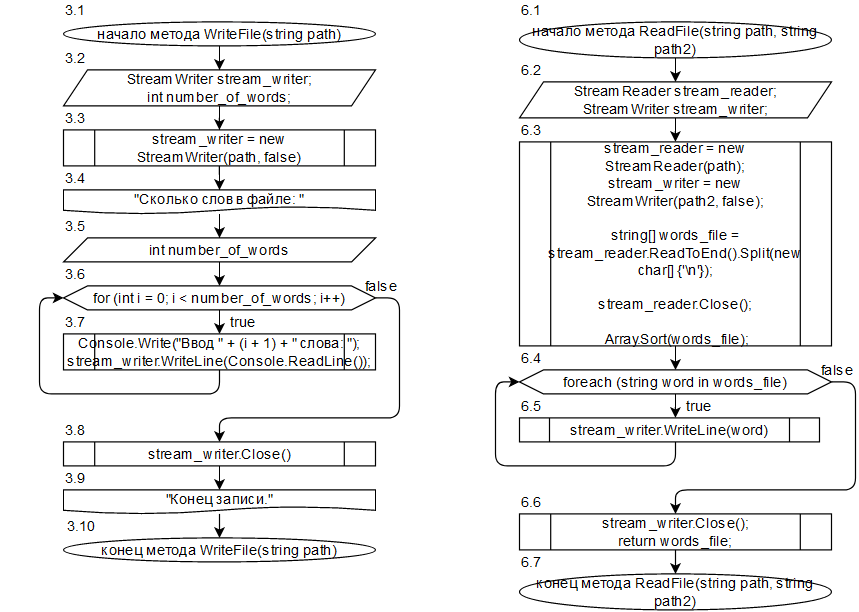 3.1
начало метода WriteFile(string path)
3.2
StreamWriter stream_writer;
int number_of_words;
3.3
stream_writer = new
StreamWriter(path, false)
3.4
"Сколько слов в файле: "
3.5
int number_of_words
3.6
false
for (int i = 0; i < number_of_words; i++)
3.7
true
Console.Write("Ввод " + (i + 1) + " слова: ");
stream_writer.WriteLine(Console.ReadLine());
3.8
stream_writer.Close()
3.9
"Конец записи."
3.10
конец метода WriteFile(string path)
6.1
начало метода ReadFile(string path, string
path2)
6.2
StreamReader stream_reader;
StreamWriter stream_writer;
6.3
stream_reader = new
StreamReader(path);
stream_writer = new
StreamWriter(path2, false);
string[] words_file =
stream_reader.ReadToEnd().Split(new
char[] {'\n'});
stream_reader.Close();
Array.Sort(words_file);
6.4
false
foreach (string word in words_file)
6.5
true
stream_writer.WriteLine(word)
6.6
stream_writer.Close();
return words_file;
6.7
конец метода ReadFile(string path, string
path2)